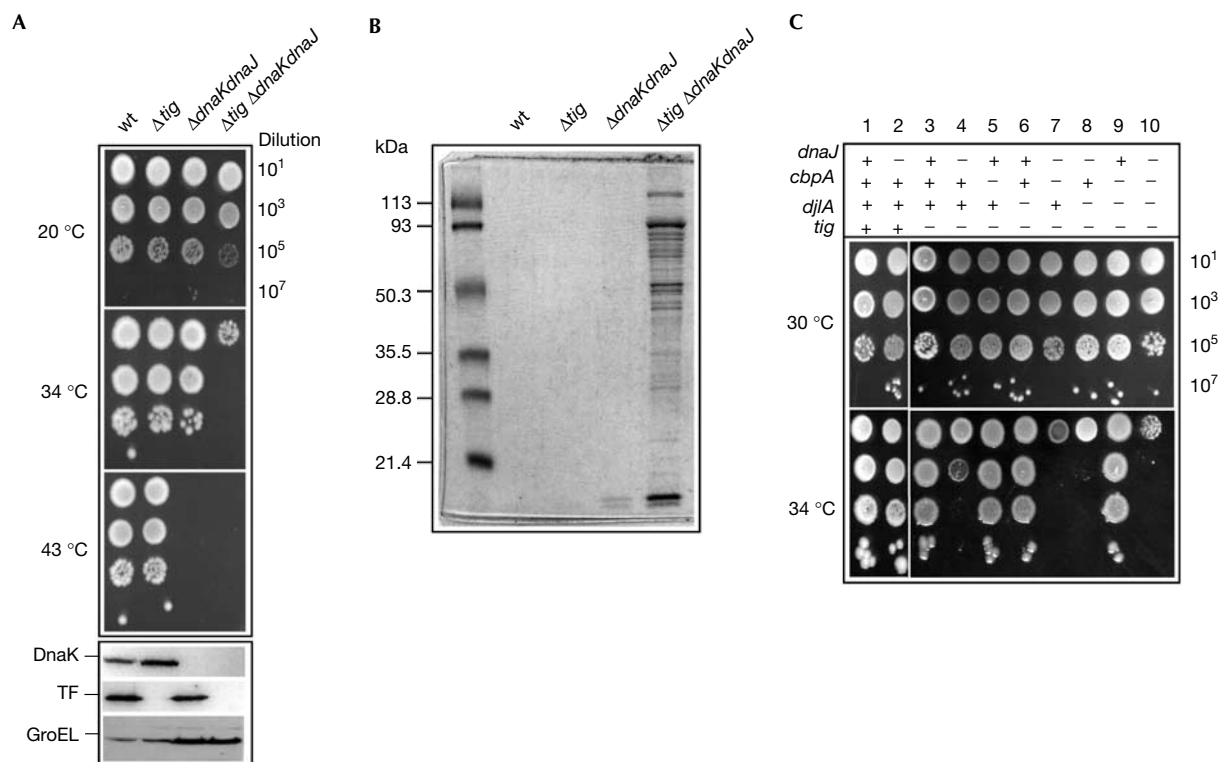 A
wt Δtig ΔdnaKdnaJ Δtig ΔdnaKdnaJ
Dilution
20 °C
10¹
10³
10⁵
10⁷
34 °C
43 °C
DnaK
TF
GroEL
B
wt Δtig ΔdnaKdnaJ Δtig ΔdnaKdnaJ
kDa
113
93
50.3
35.5
28.8
21.4
C
1 2 3 4 5 6 7 8 9 10
dnaJ + – + – + + – – + –
cbpA + + + + – + – + – –
djlA + + + + + – + – – –
tig + + – – – – – – – –
30 °C
10¹
10³
10⁵
10⁷
34 °C